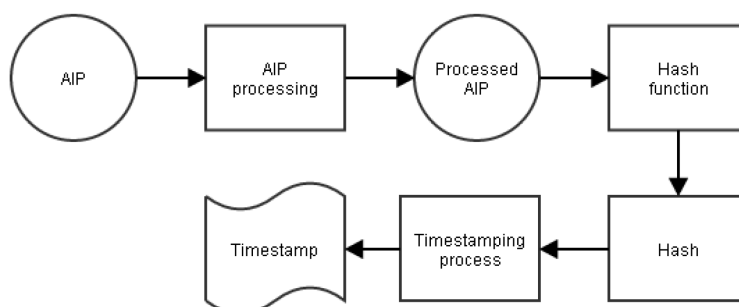 AIP
AIP
processing
Processed
AIP
Hash
function
Timestamp
Timestamping
process
Hash